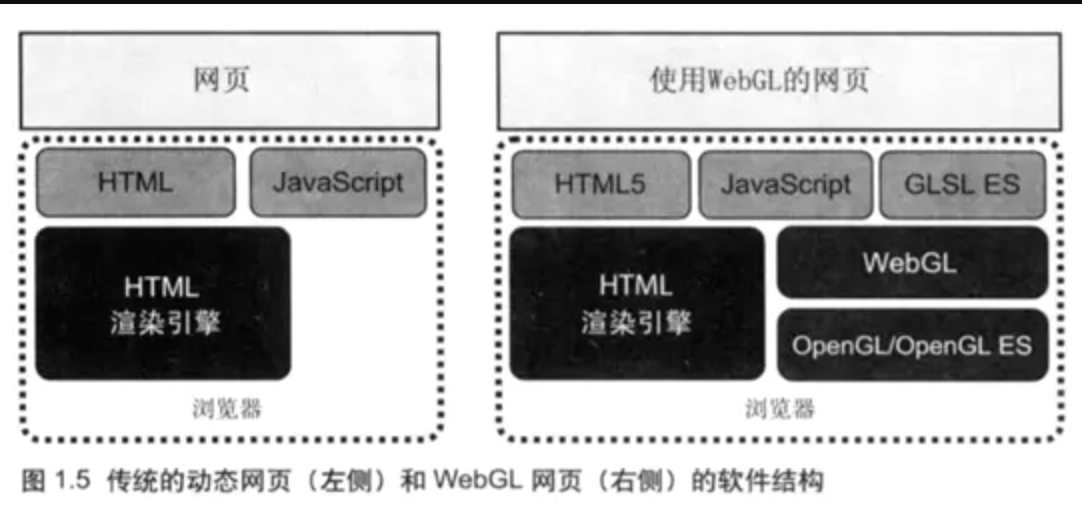 网页
HTML
JavaScript
HTML
渲染引擎
浏览器
使用WebGL的网页
HTML5
JavaScript
GLSL ES
HTML
渲染引擎
WebGL
OpenGL/OpenGL ES
浏览器
图 1.5 传统的动态网页（左侧）和 WebGL 网页（右侧）的软件结构